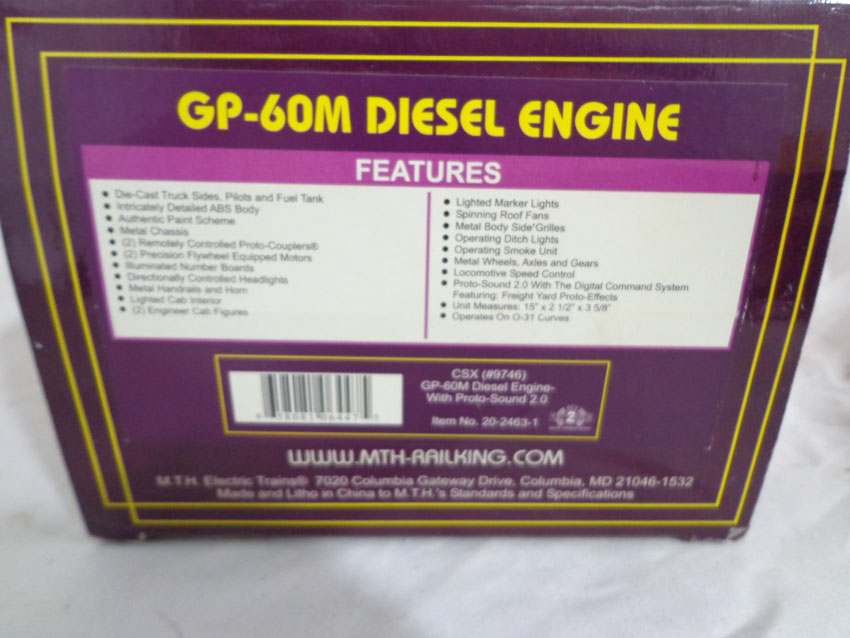 GP-60M DIESEL ENGINE
FEATURES
• Die-Cast Truck Sides, Pilots and Fuel Tank
• Intricately Detailed ABS Body
• Authentic Paint Scheme
• Metal Chassis
• (2) Remotely Controlled Proto-Couplers®
• (2) Precision Flywheel Equipped Motors
• Illuminated Number Boards
• Directionally Controlled Headlights
• Metal Handrails and Horn
• Lighted Cab Interior
• (2) Engineer Cab Figures
• Lighted Marker Lights
• Spinning Roof Fans
• Metal Body Side Grilles
• Operating Ditch Lights
• Operating Smoke Unit
• Metal Wheels, Axles and Gears
• Locomotive Speed Control
• Proto-Sound 2.0 With The Digital Command System
Featuring: Freight Yard Proto-Effects
• Unit Measures: 15" x 2 1/2" x 3 5/8"
• Operates On O-31 Curves
CSX (#9746)
GP-60M Diesel Engine-
With Proto-Sound 2.0
Item No. 20-2463-1
2
WWW.MTH-RAILKING.COM
M.T.H. Electric Trains® 7020 Columbia Gateway Drive, Columbia, MD 21046-1532
Made and Litho in China to M.T.H.'s Standards and Specifications